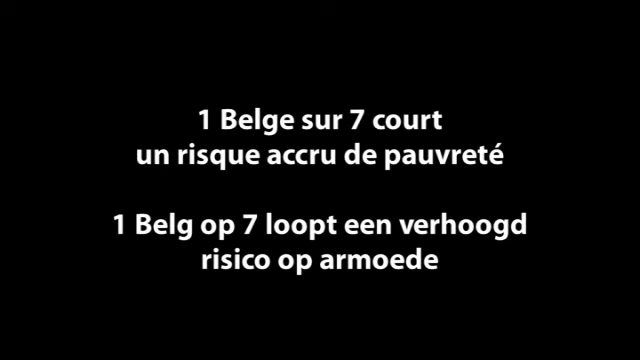 1 Belge sur 7 court
un risque accru de pauvreté
1 Belg op 7 loopt een verhoogd
risico op armoede